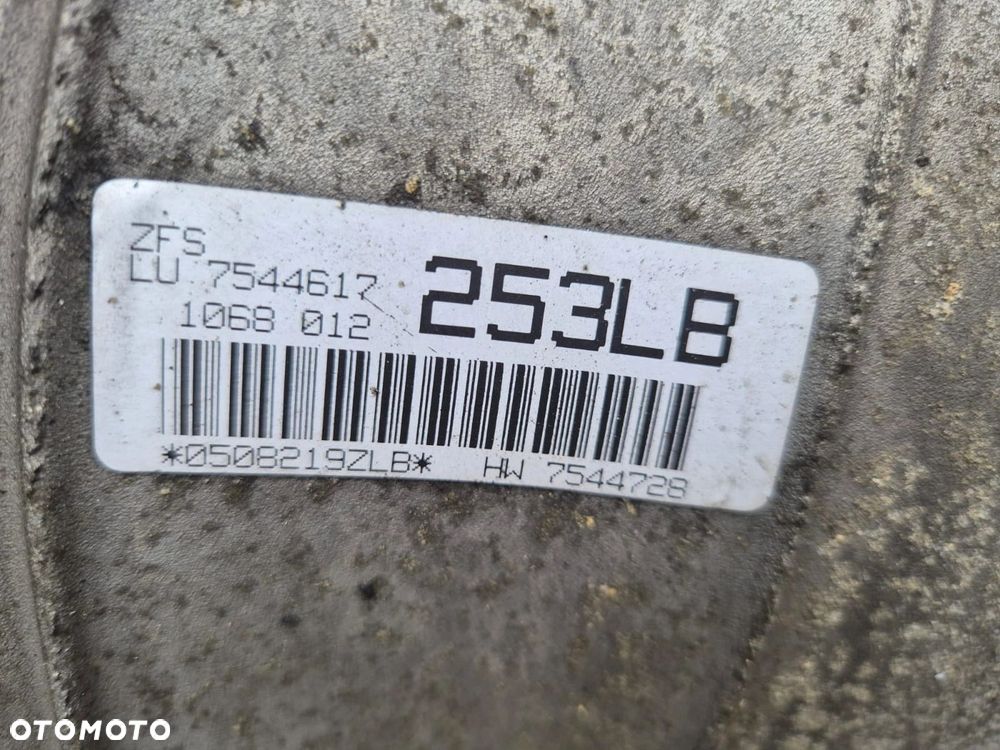 ZFS
LU 7544617
1068 012
253LB
*0508219ZLB* HW 7544728
OTOMOTO